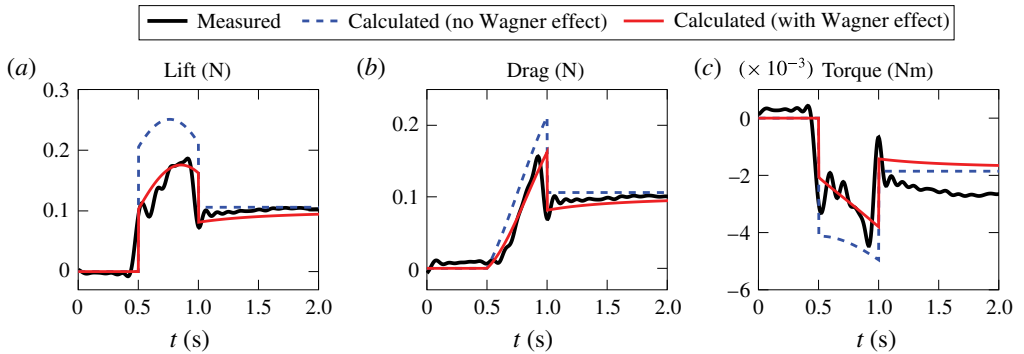 Measured Calculated (no Wagner effect) Calculated (with Wagner effect)
(a) Lift (N) (b) Drag (N) (c) (× 10−3) Torque (Nm)
0.3
0.2
0.1
0
0 0.5 1.0 1.5 2.0
t (s)
0.2
0.1
0
0 0.5 1.0 1.5 2.0
t (s)
0
−2
−4
−6
0 0.5 1.0 1.5 2.0
t (s)